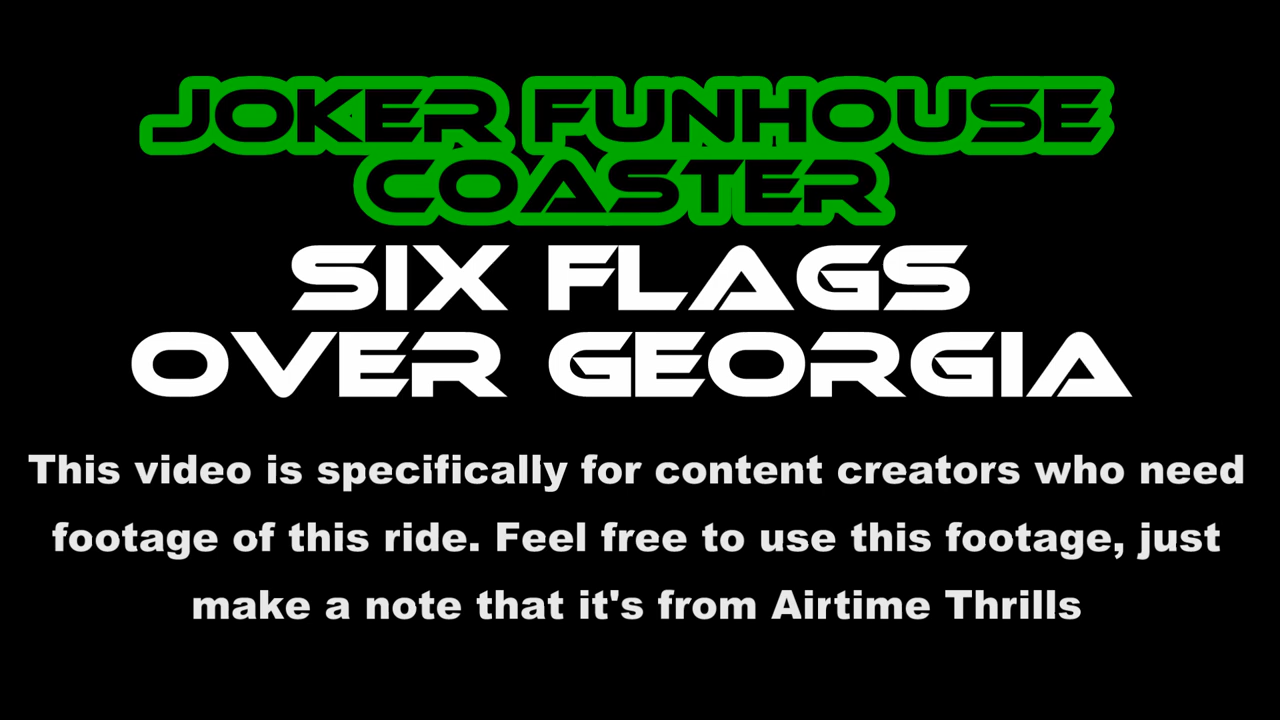 JOKER FUNHOUSE
COASTER
SIX FLAGS
OVER GEORGIA
This video is specifically for content creators who need
footage of this ride. Feel free to use this footage, just
make a note that it's from Airtime Thrills